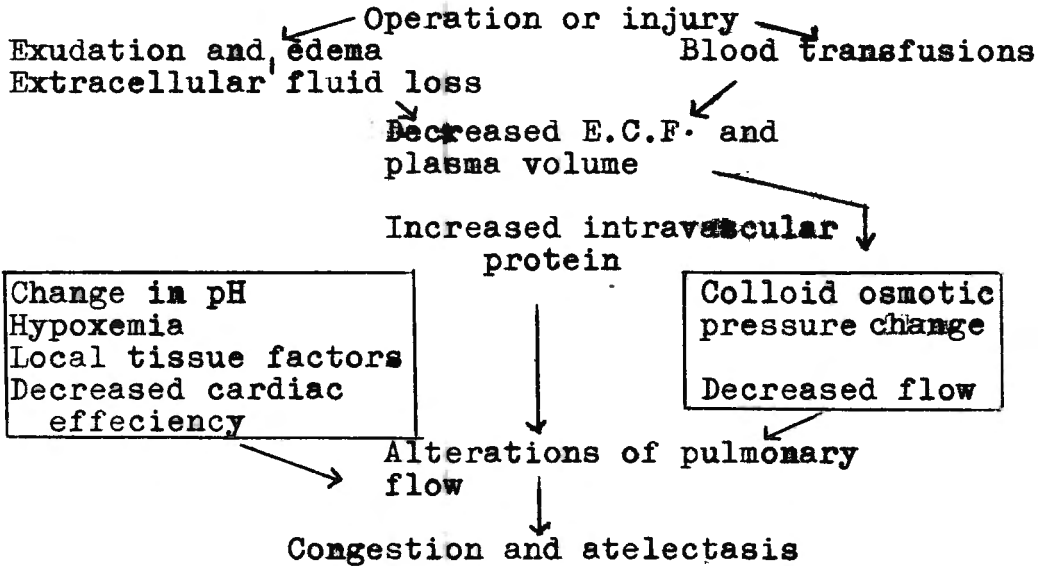 Operation or injury
Exudation and edema
Extracellular fluid loss
Blood transfusions
Decreased E.C.F. and
plasma volume
Increased intravascular
protein
Change in pH
Hypoxemia
Local tissue factors
Decreased cardiac
effeciency
Colloid osmotic
pressure change
Decreased flow
Alterations of pulmonary
flow
Congestion and atelectasis